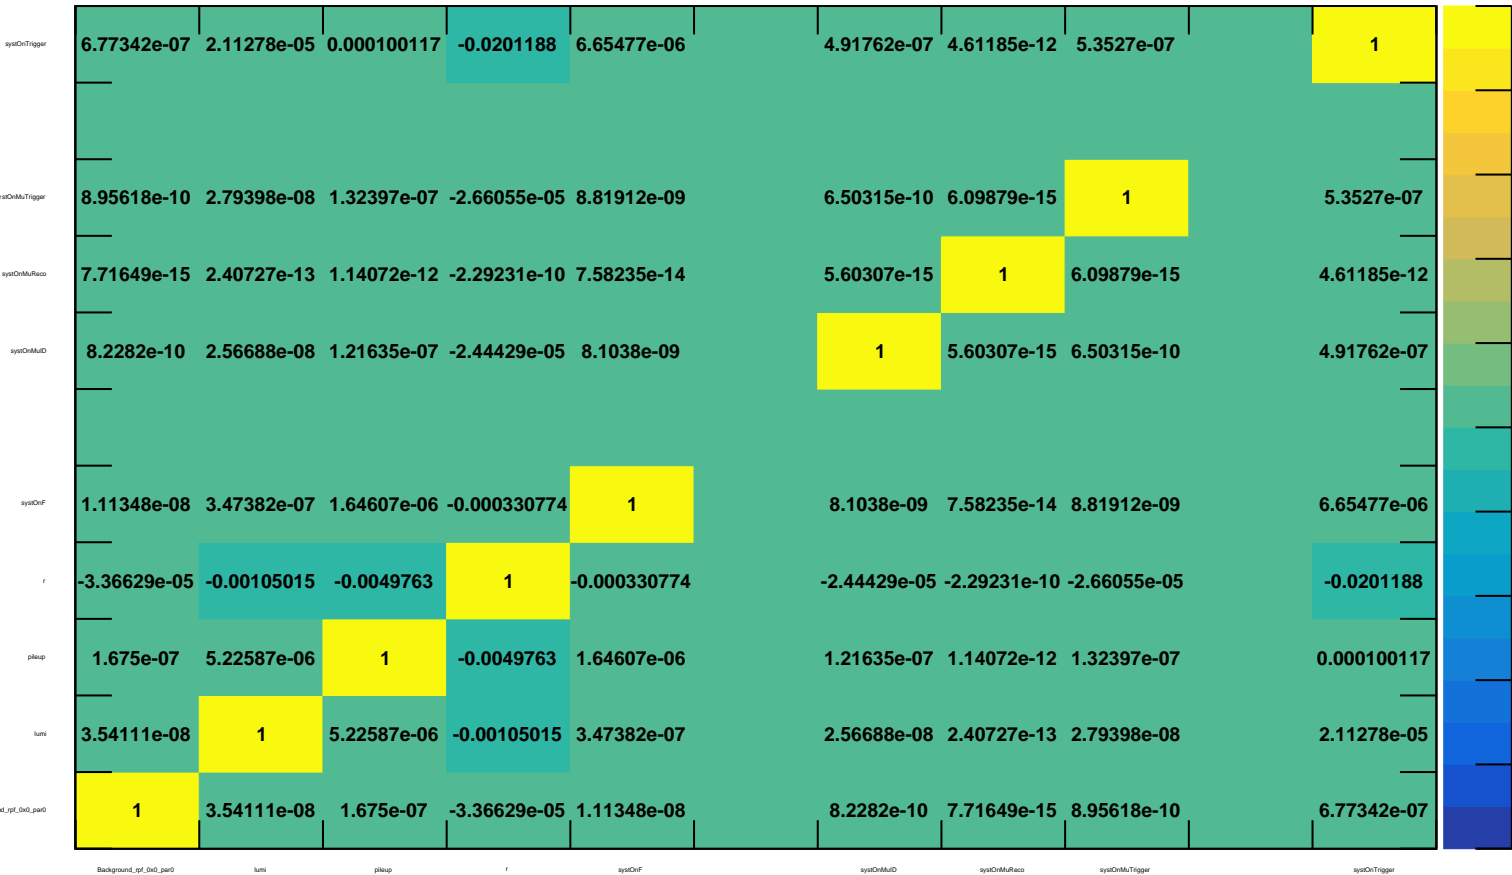 systOnTrigger 6.77342e-07 2.11278e-05 0.000100117 -0.0201188 6.65477e-06 4.91762e-07 4.61185e-12 5.3527e-07 1
stOnMuTrigger 8.95618e-10 2.79398e-08 1.32397e-07 -2.66055e-05 8.81912e-09 6.50315e-10 6.09879e-15 1 5.3527e-07
systOnMuReco 7.71649e-15 2.40727e-13 1.14072e-12 -2.29231e-10 7.58235e-14 5.60307e-15 1 6.09879e-15 4.61185e-12
systOnMuID 8.2282e-10 2.56688e-08 1.21635e-07 -2.44429e-05 8.1038e-09 1 5.60307e-15 6.50315e-10 4.91762e-07
systOnF 1.11348e-08 3.47382e-07 1.64607e-06 -0.000330774 1 8.1038e-09 7.58235e-14 8.81912e-09 6.65477e-06
r -3.36629e-05 -0.00105015 -0.0049763 1 -0.000330774 -2.44429e-05 -2.29231e-10 -2.66055e-05 -0.0201188
pileup 1.675e-07 5.22587e-06 1 -0.0049763 1.64607e-06 1.21635e-07 1.14072e-12 1.32397e-07 0.000100117
lumi 3.54111e-08 1 5.22587e-06 -0.00105015 3.47382e-07 2.56688e-08 2.40727e-13 2.79398e-08 2.11278e-05
d_rpf_0x0_par0 1 3.54111e-08 1.675e-07 -3.36629e-05 1.11348e-08 8.2282e-10 7.71649e-15 8.95618e-10 6.77342e-07
Background_rpf_0x0_par0 lumi pileup r systOnF systOnMuID systOnMuReco systOnMuTrigger systOnTrigger